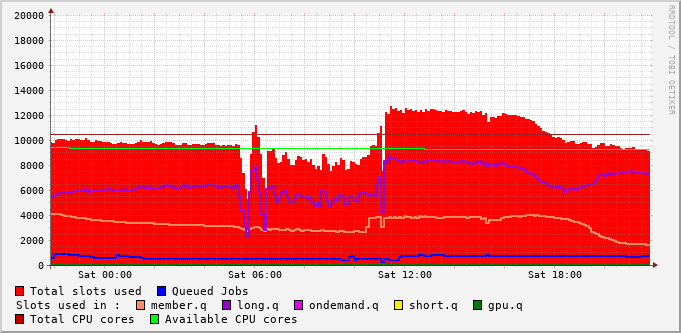 20000
18000
16000
14000
12000
10000
8000
6000
4000
2000
0
Sat 00:00 Sat 06:00 Sat 12:00 Sat 18:00
Total slots used Queued Jobs
Slots used in : member.q long.q ondemand.q short.q gpu.q
Total CPU cores Available CPU cores
RRDTOOL / TOBI OETIKER